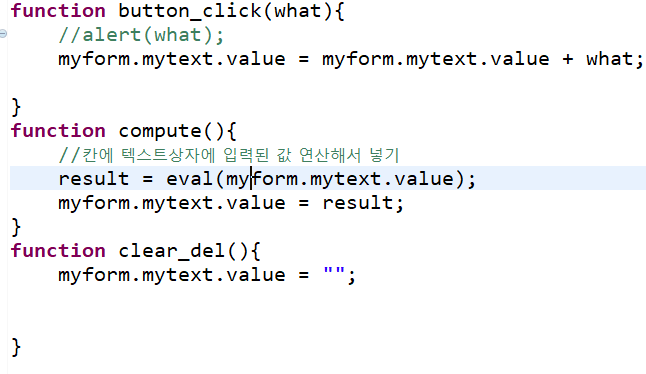 function button_click(what){
    //alert(what);
    myform.mytext.value = myform.mytext.value + what;
}
function compute(){
    //칸에 텍스트상자에 입력된 값 연산해서 넣기
    result = eval(myform.mytext.value);
    myform.mytext.value = result;
}
function clear_del(){
    myform.mytext.value = "";
}